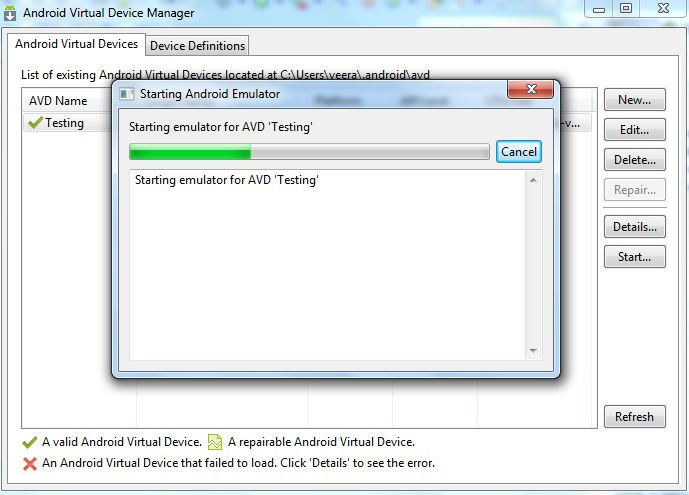 Android Virtual Device Manager
Android Virtual Devices
Device Definitions
List of existing Android Virtual Devices located at C:\Users\veera\.android\avd
AVD Name
Platform
New...
Testing
-v...
Edit...
Delete...
Repair...
Details...
Start...
Starting Android Emulator
Starting emulator for AVD 'Testing'
Cancel
Starting emulator for AVD 'Testing'
Refresh
A valid Android Virtual Device.
A repairable Android Virtual Device.
An Android Virtual Device that failed to load. Click 'Details' to see the error.